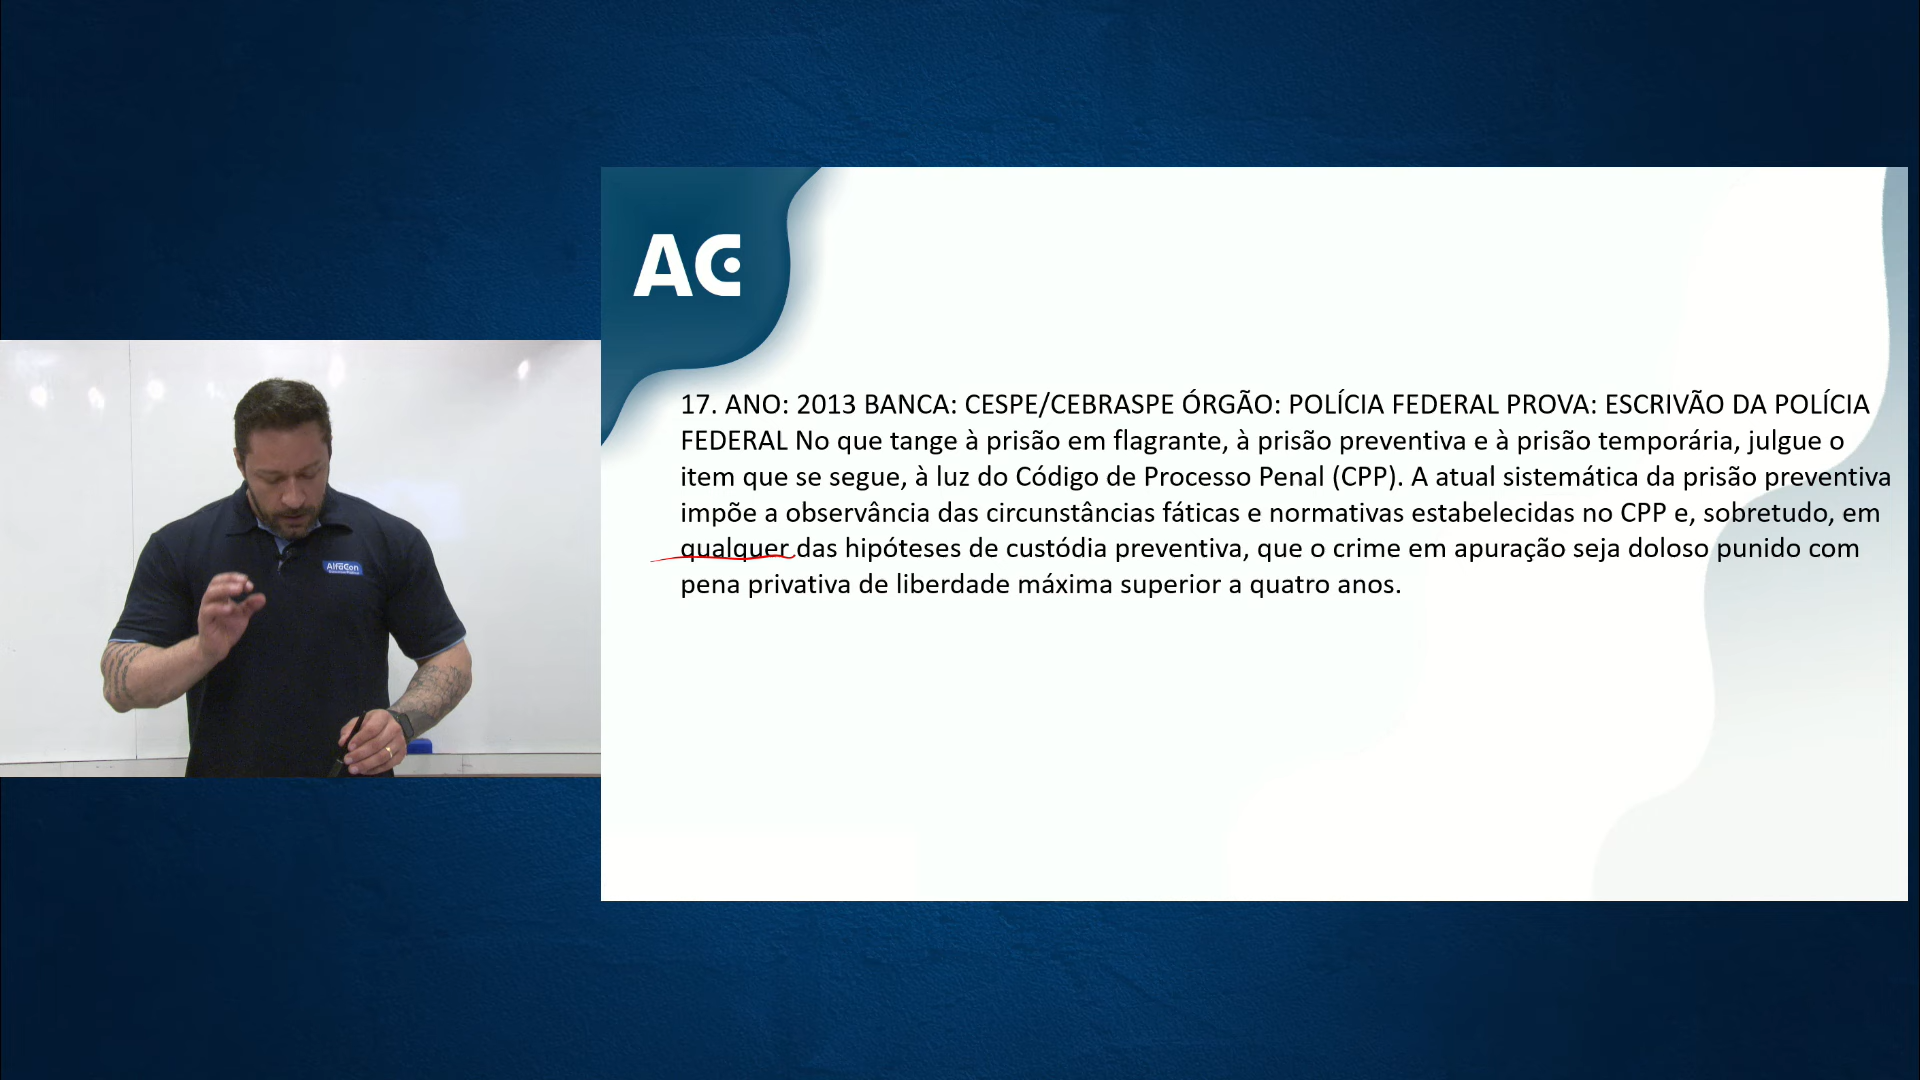 AC
17. ANO: 2013 BANCA: CESPE/CEBRASPE ÓRGÃO: POLÍCIA FEDERAL PROVA: ESCRIVÃO DA POLÍCIA
FEDERAL No que tange à prisão em flagrante, à prisão preventiva e à prisão temporária, julgue o
item que se segue, à luz do Código de Processo Penal (CPP). A atual sistemática da prisão preventiva
impõe a observância das circunstâncias fáticas e normativas estabelecidas no CPP e, sobretudo, em
qualquer das hipóteses de custódia preventiva, que o crime em apuração seja doloso punido com
pena privativa de liberdade máxima superior a quatro anos.
AlfaCon